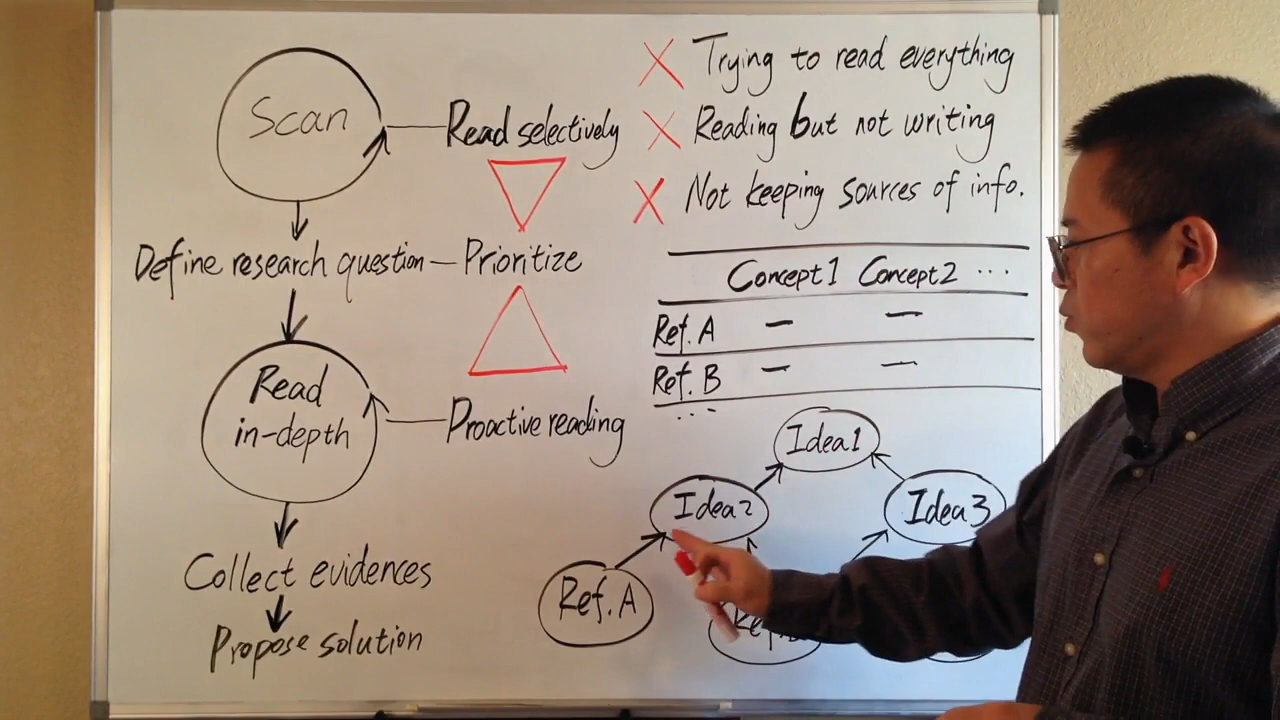 Scan
Read selectively
Define research question
Prioritize
Read
in-depth
Proactive reading
Collect evidences
Propose solution
X Trying to read everything
X Reading but not writing
X Not keeping sources of info.
Concept1 Concept2 ...
Ref. A — —
Ref. B — —
...
Idea1
Idea2
Idea3
Ref. A